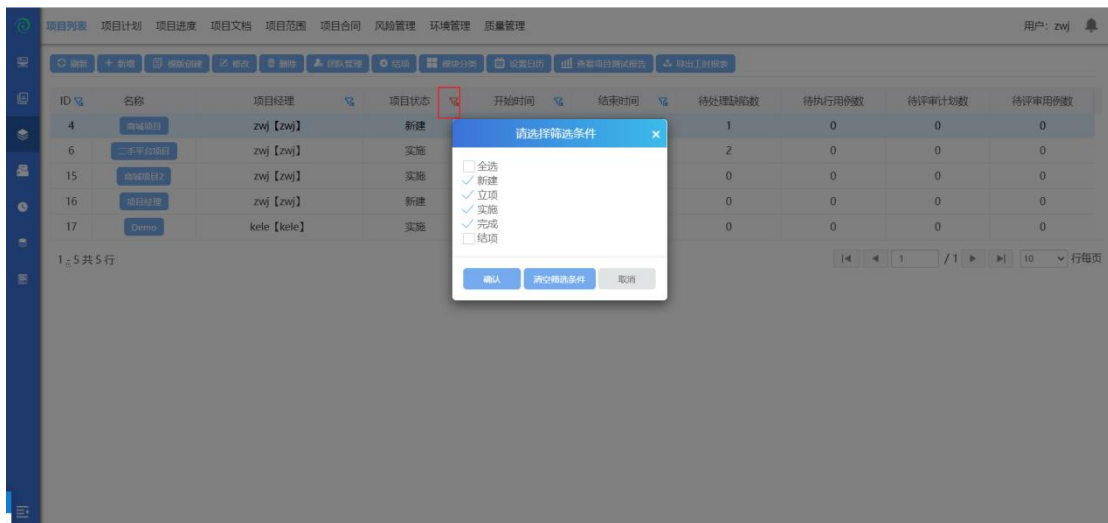 项目列表 项目计划 项目进度 项目文档 项目范围 项目合同 风险管理 环境管理 质量管理 用户：zwj
刷新 新增 模版创建 修改 删除 团队管理 结项 模块分类 设置日历 查看项目测试报告 导出工时报表
ID 名称 项目经理 项目状态 开始时间 结束时间 待处理缺陷数 待执行用例数 待评审计划数 待评审用例数
4 商城项目 zwj【zwj】 新建 1 0 0 0
6 二手平台项目 zwj【zwj】 实施 2 0 0 0
15 商城项目2 zwj【zwj】 实施 0 0 0 0
16 项目经理 zwj【zwj】 新建 0 0 0 0
17 Demo kele【kele】 实施 0 0 0 0
1 - 5 共 5 行 1 / 1 10 行每页
请选择筛选条件 ×
全选
新建
立项
实施
完成
结项
确认 清空筛选条件 取消